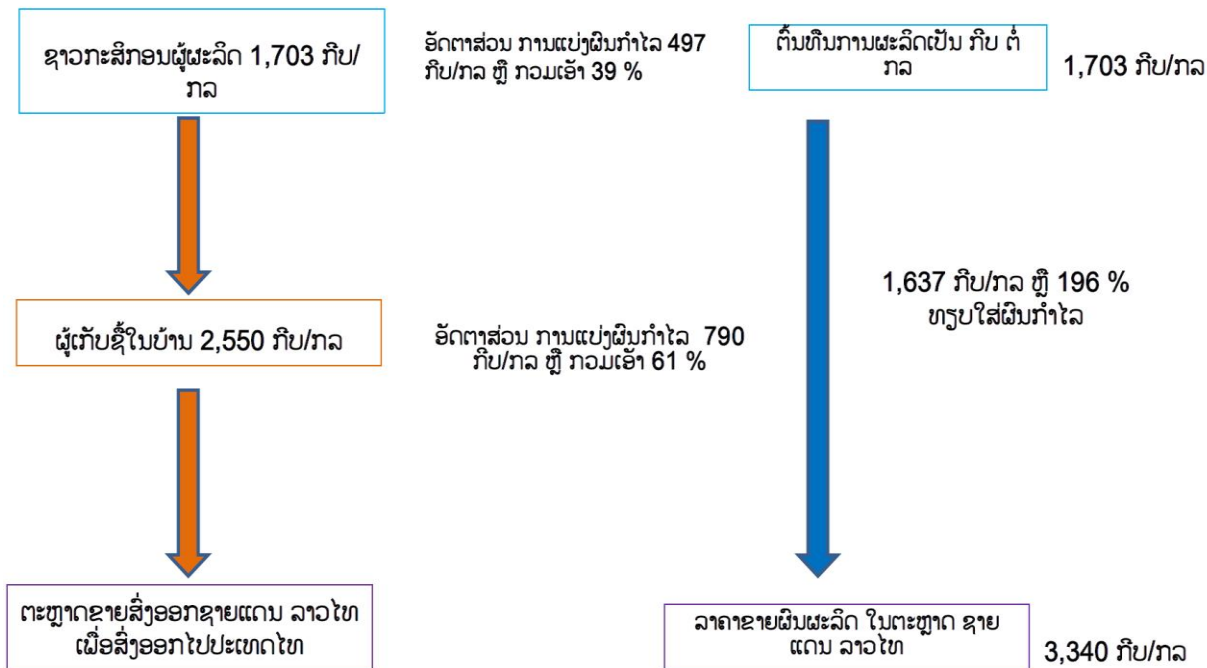 ຊາວກະສິກອນຜູ້ຜະລິດ 1,703 ກີບ/
ກລ
ອັດຕາສ່ວນ ການແບ່ງຜົນກຳໄລ 497
ກີບ/ກລ ຫຼື ກວມເອົາ 39 %
ຕົ້ນທຶນການຜະລິດເປັນ ກີບ ຕໍ່
ກລ
1,703 ກີບ/ກລ
ຜູ້ເກັບຊື້ໃນບ້ານ 2,550 ກີບ/ກລ
ອັດຕາສ່ວນ ການແບ່ງຜົນກຳໄລ 790
ກີບ/ກລ ຫຼື ກວມເອົາ 61 %
1,637 ກີບ/ກລ ຫຼື 196 %
ທຽບໃສ່ຜົນກຳໄລ
ຕະຫຼາດຂາຍສົ່ງອອກຊາຍແດນ ລາວໄທ
ເພື່ອສົ່ງອອກໄປປະເທດໄທ
ລາຄາຂາຍຜົນຜະລິດ ໃນຕະຫຼາດ ຊາຍ
ແດນ ລາວໄທ
3,340 ກີບ/ກລ